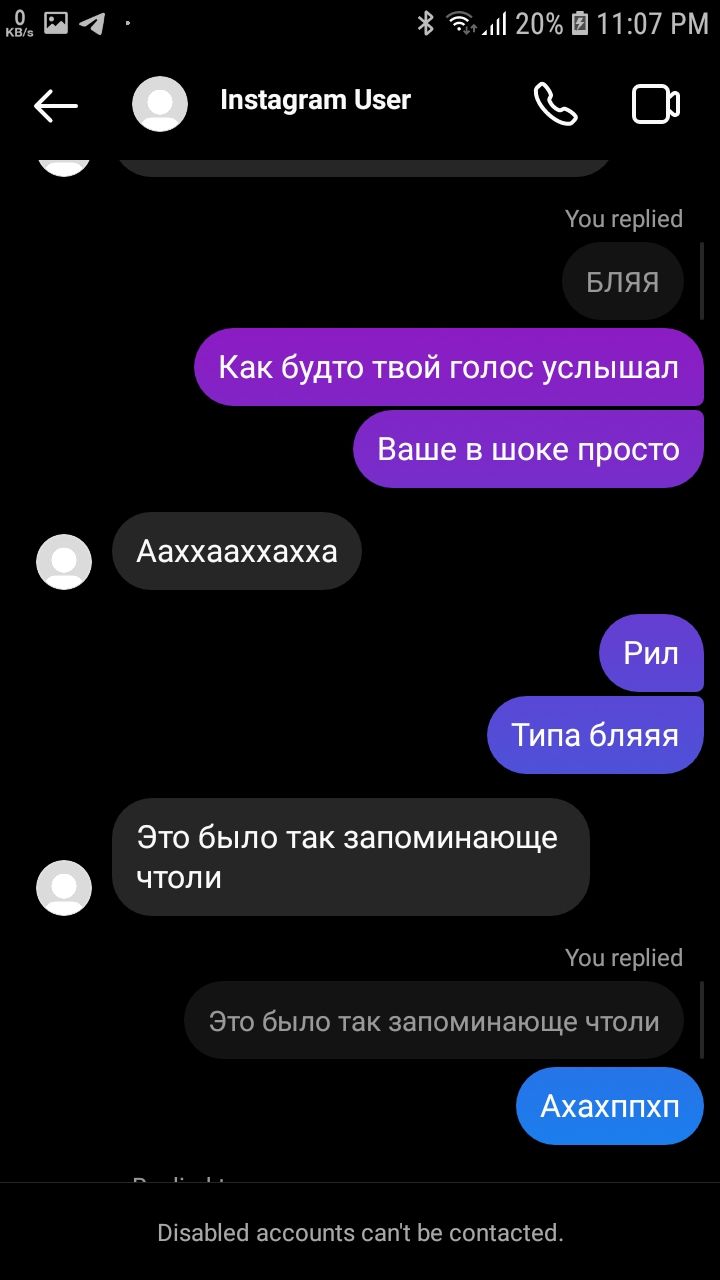 0
KB/s
20%
11:07 PM
Instagram User
You replied
БЛЯЯ
Как будто твой голос услышал
Ваше в шоке просто
Ааххааххахха
Рил
Типа бляяя
Это было так запоминающе
чтоли
You replied
Это было так запоминающе чтоли
Ахахппхп
Disabled accounts can't be contacted.